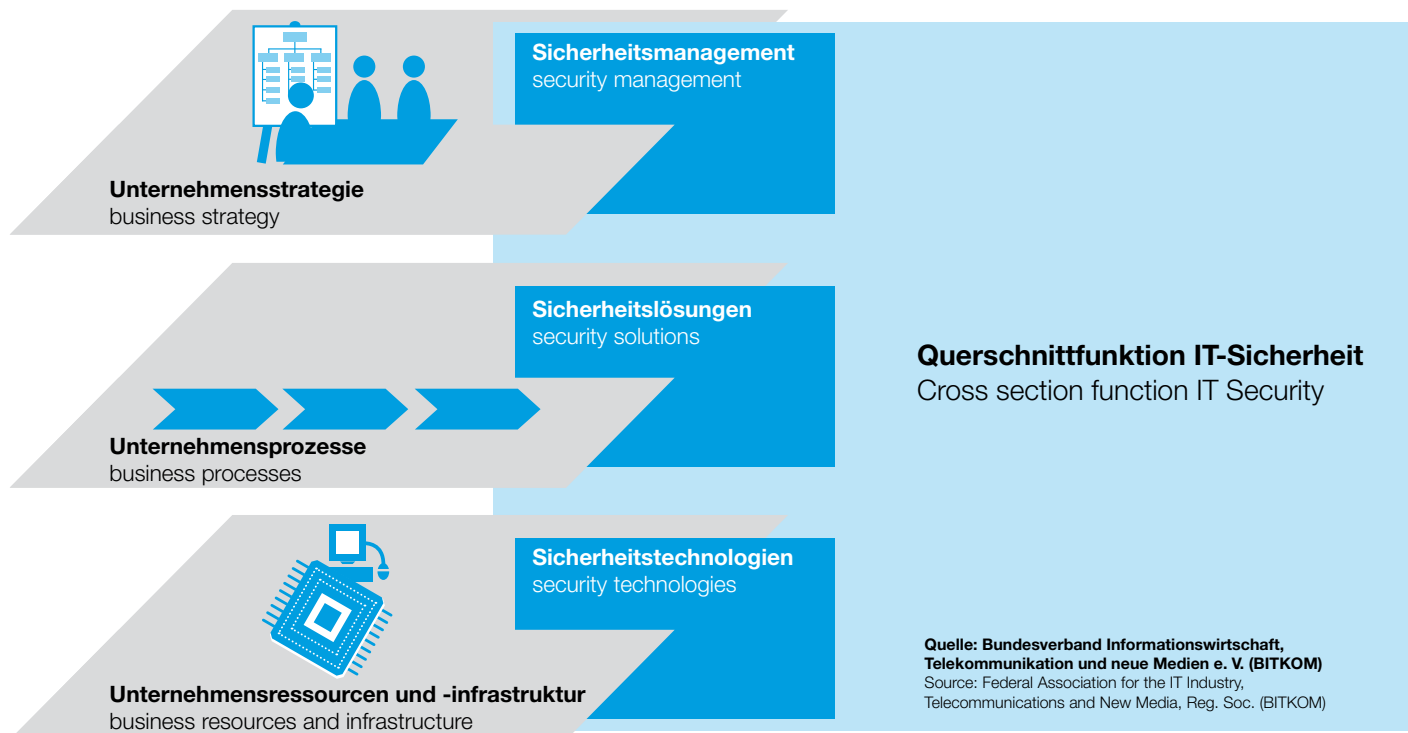 Sicherheitsmanagement
security management
Unternehmensstrategie
business strategy
Sicherheitslösungen
security solutions
Unternehmensprozesse
business processes
Querschnittfunktion IT-Sicherheit
Cross section function IT Security
Sicherheitstechnologien
security technologies
Unternehmensressourcen und -infrastruktur
business resources and infrastructure
Quelle: Bundesverband Informationswirtschaft,
Telekommunikation und neue Medien e. V. (BITKOM)
Source: Federal Association for the IT Industry,
Telecommunications and New Media, Reg. Soc. (BITKOM)